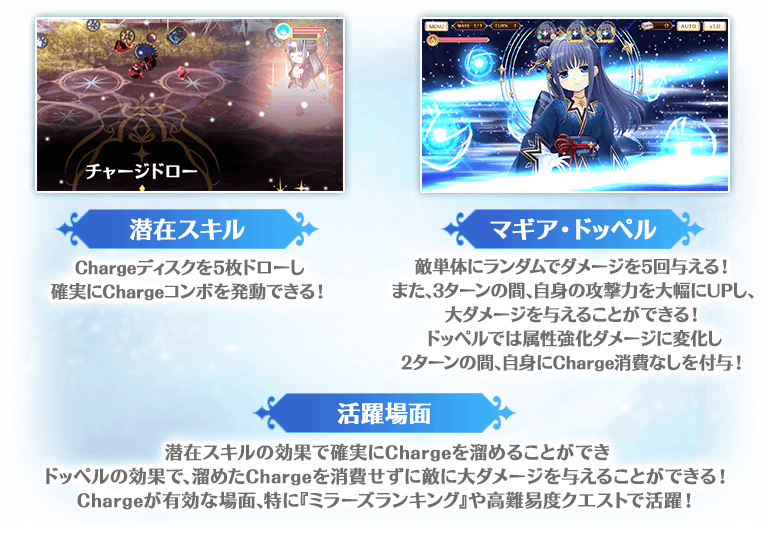 MENU
WAVE 1/1
TURN 1
AUTO
x1.0
チャージドロー
潜在スキル
Chargeディスクを5枚ドローし
確実にChargeコンボを発動できる!
マギア・ドッペル
敵単体にランダムでダメージを5回与える!
また、3ターンの間、自身の攻撃力を大幅にUPし、
大ダメージを与えることができる!
ドッペルでは属性強化ダメージに変化し
2ターンの間、自身にCharge消費なしを付与!
活躍場面
潜在スキルの効果で確実にChargeを溜めることができ
ドッペルの効果で、溜めたChargeを消費せずに敵に大ダメージを与えることができる!
Chargeが有効な場面、特に『ミラーズランキング』や高難易度クエストで活躍!